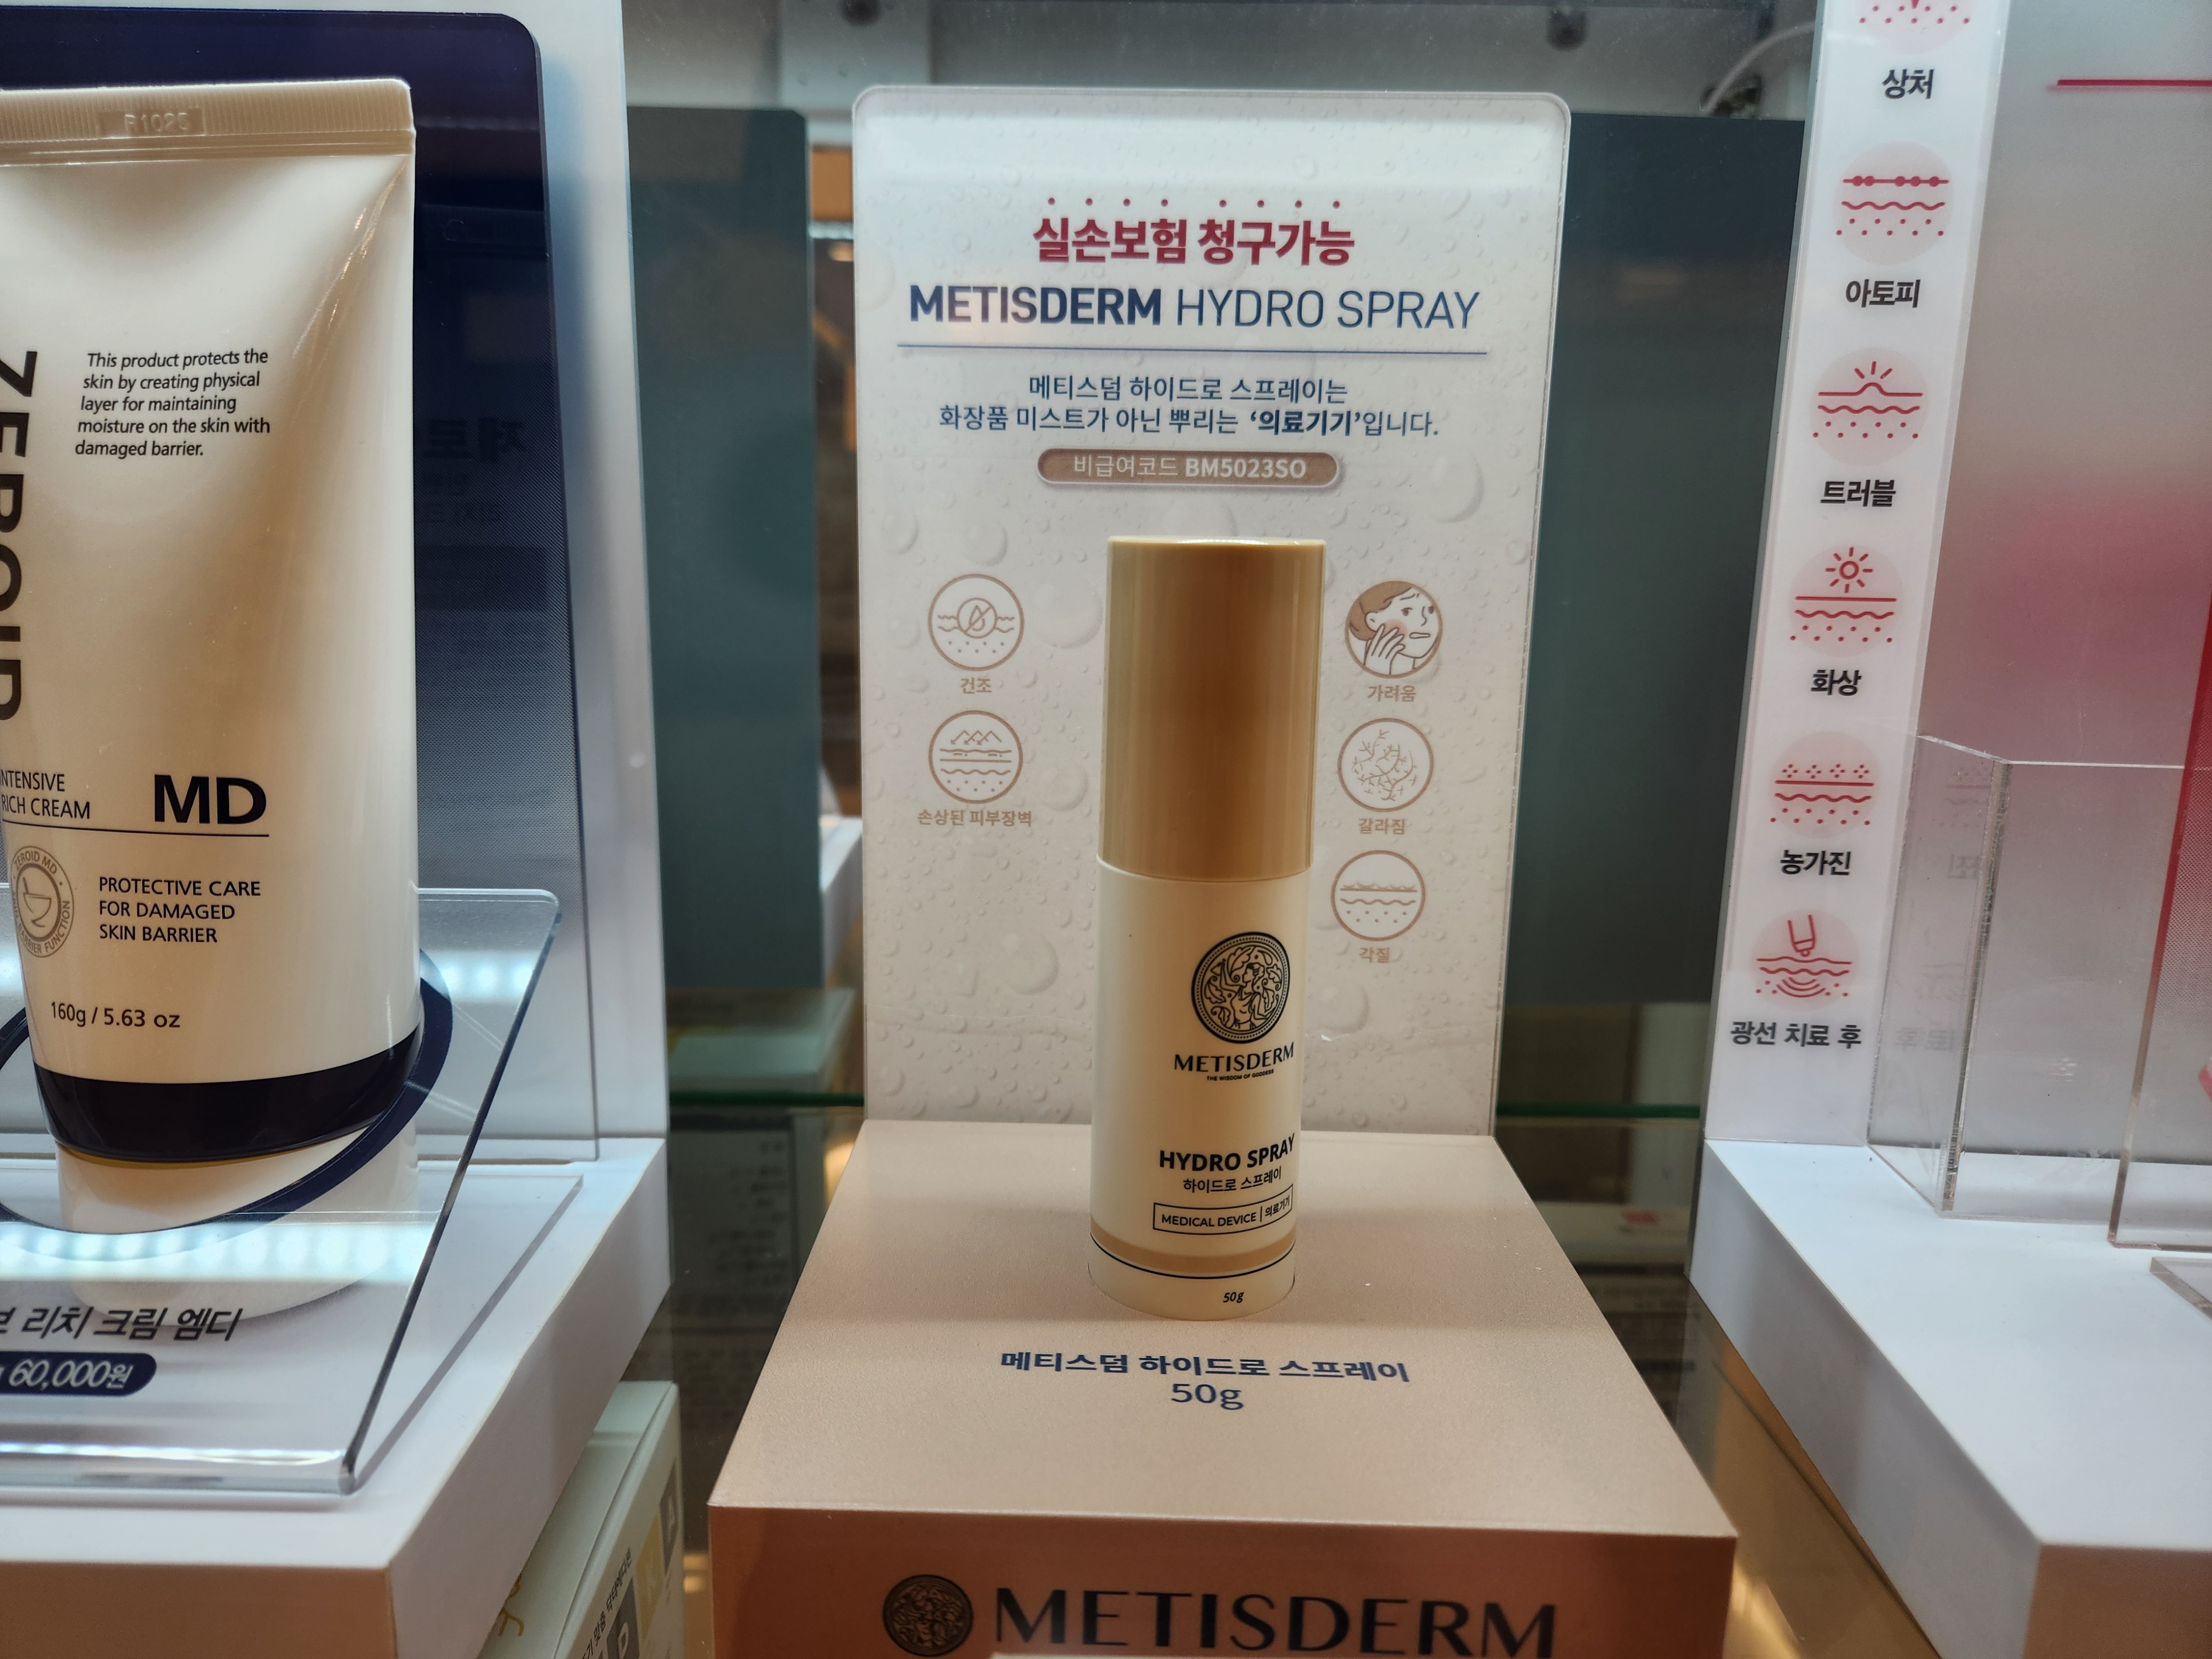 This product protects the
skin by creating physical
layer for maintaining
moisture on the skin with
damaged barrier.
ZEROID
INTENSIVE
RICH CREAM
MD
PROTECTIVE CARE
FOR DAMAGED
SKIN BARRIER
160g / 5.63 oz
리치 크림 엠디
60,000원
실손보험 청구가능
METISDERM HYDRO SPRAY
메티스덤 하이드로 스프레이는
화장품 미스트가 아닌 뿌리는 ‘의료기기’입니다.
비급여코드 BM5023SO
건조
손상된 피부장벽
가려움
갈라짐
각질
METISDERM
THE WISDOM OF GODDESS
HYDRO SPRAY
하이드로 스프레이
MEDICAL DEVICE | 의료기기
50g
메티스덤 하이드로 스프레이
50g
METISDERM
상처
아토피
트러블
화상
농가진
광선 치료 후